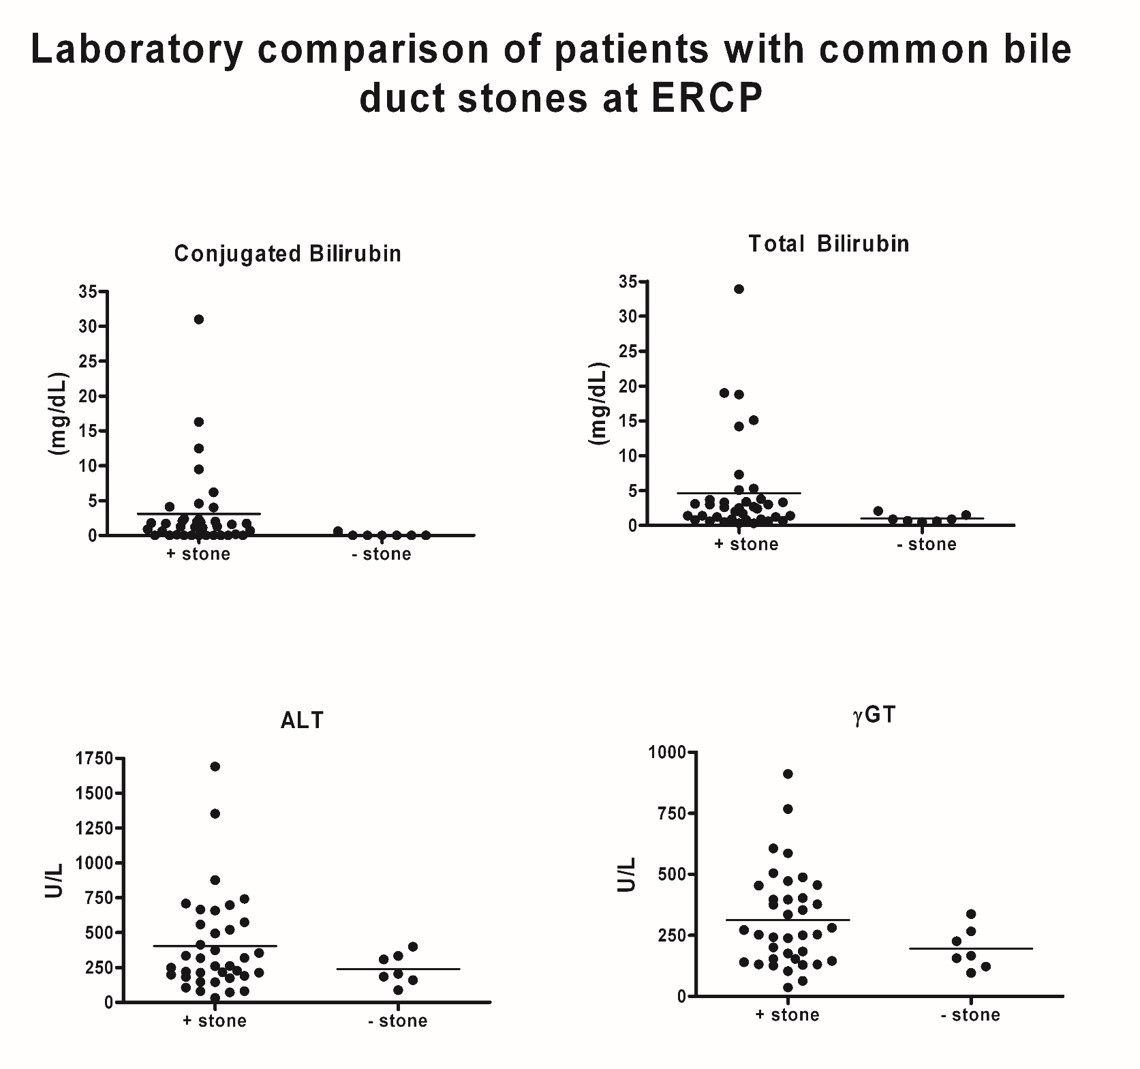 Laboratory comparison of patients with common bile
duct stones at ERCP
Conjugated Bilirubin
(mg/dL)
35
30
25
20
15
10
5
0
+ stone
- stone
Total Bilirubin
(mg/dL)
35
30
25
20
15
10
5
0
+ stone
- stone
ALT
U/L
1750
1500
1250
1000
750
500
250
0
+ stone
- stone
γGT
U/L
1000
750
500
250
0
+ stone
- stone